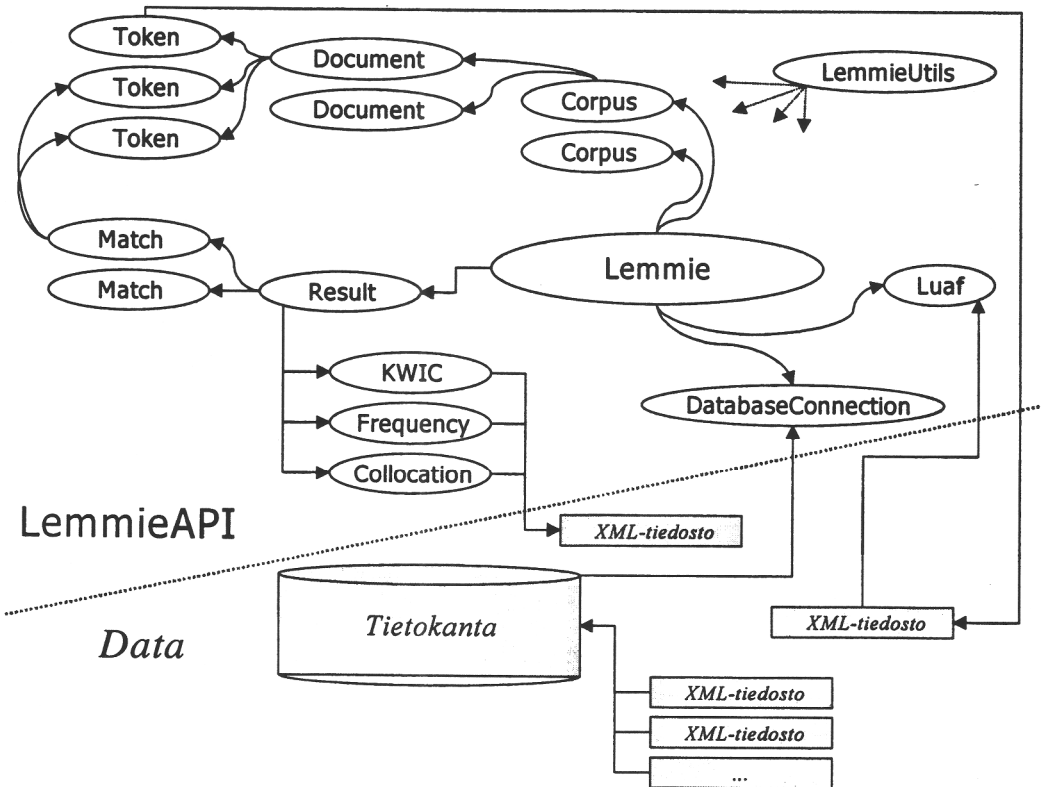 Token
Document
LemmieUtils
Token
Corpus
Document
Token
Corpus
Match
Lemmie
Match
Result
Luaf
KWIC
DatabaseConnection
Frequency
Collocation
LemmieAPI
XML-tiedosto
Data
Tietokanta
XML-tiedosto
XML-tiedosto
XML-tiedosto
...